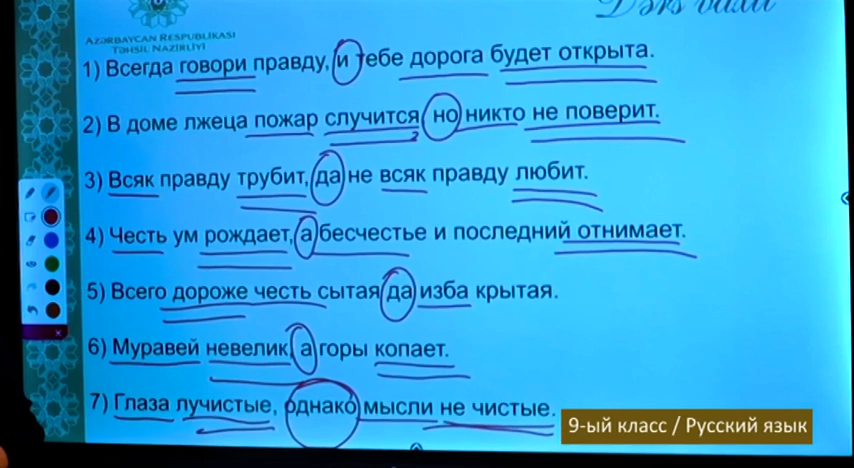 Dərs vaxtı
AZƏRBAYCAN RESPUBLİKASI
TƏHSİL NAZİRLİYİ
1) Всегда говори правду, и тебе дорога будет открыта.
2) В доме лжеца пожар случится но никто не поверит.
3) Всяк правду трубит, да не всяк правду любит.
4) Честь ум рождает, а бесчестье и последний отнимает.
5) Всего дороже честь сытая да изба крытая.
6) Муравей невелик, а горы копает.
7) Глаза лучистые, однако мысли не чистые.
9-ый класс / Русский язык